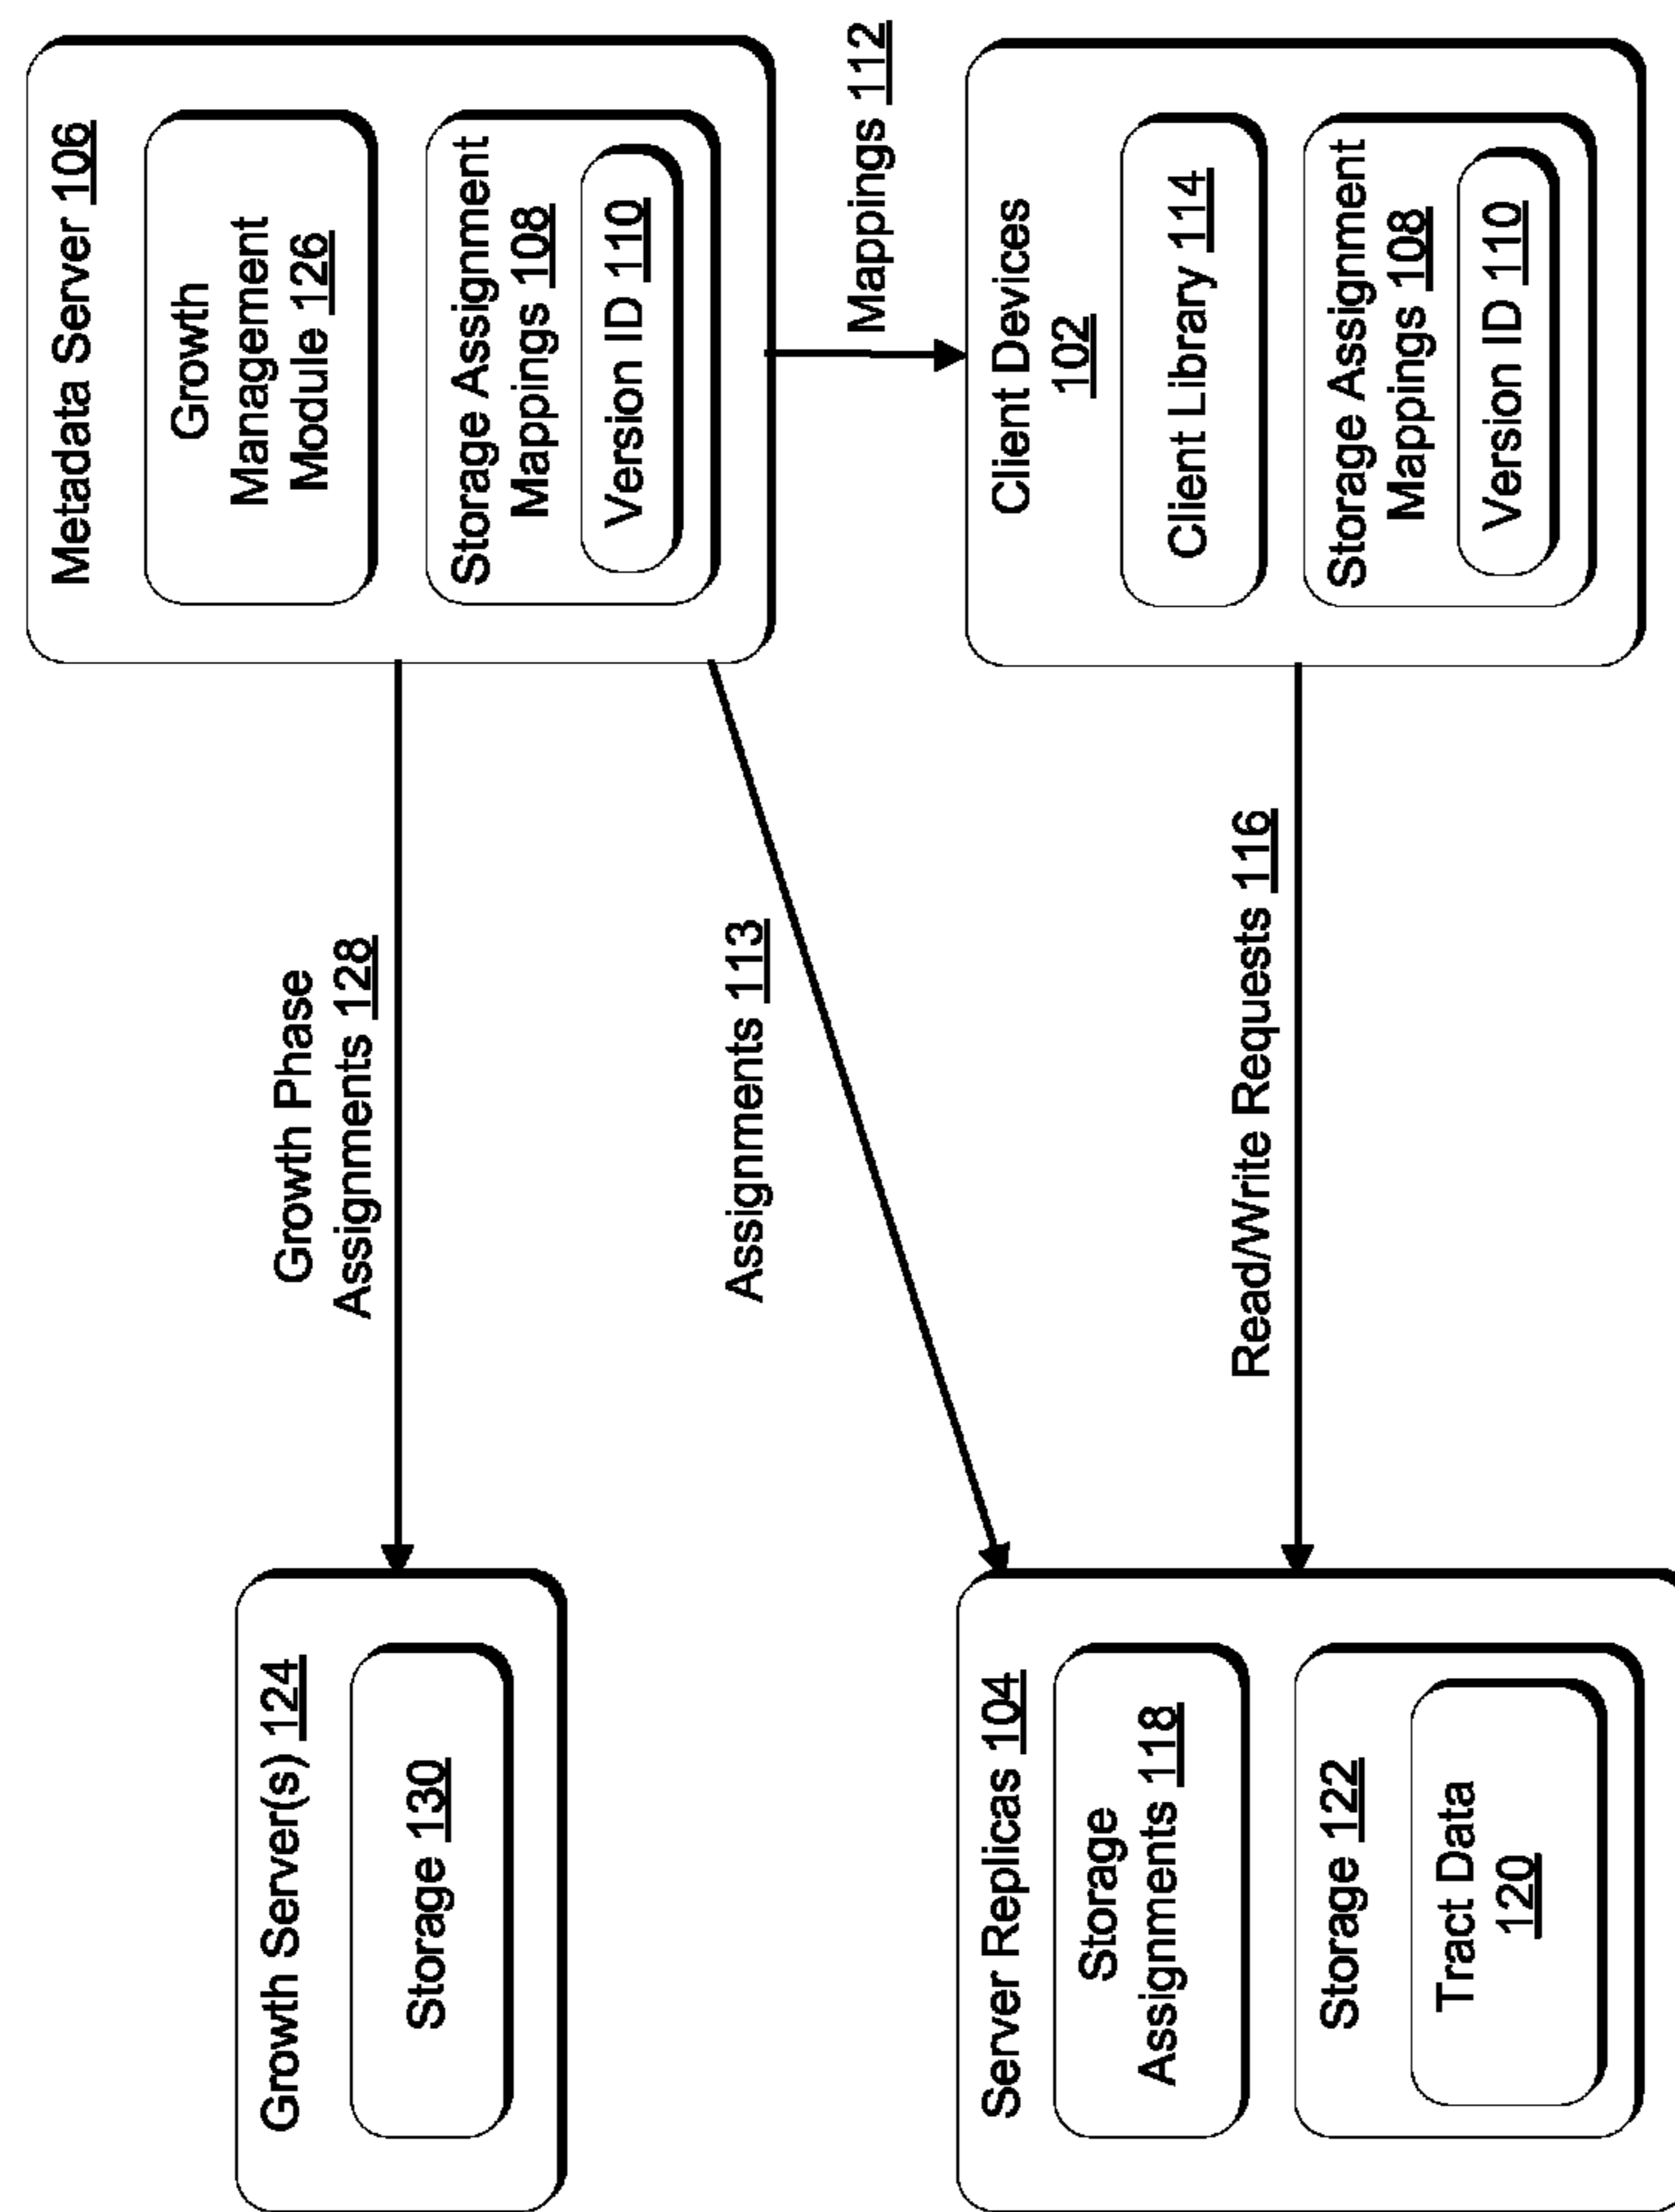 Metadata Server 106
Growth
Management
Module 126
Storage Assignment
Mappings 108
Version ID 110
Mappings 112
Client Devices
102
Client Library 114
Storage Assignment
Mappings 108
Version ID 110
Growth Phase
Assignments 128
Assignments 113
Read/Write Requests 116
Growth Server(s) 124
Storage 130
Server Replicas 104
Storage
Assignments 118
Storage 122
Tract Data
120